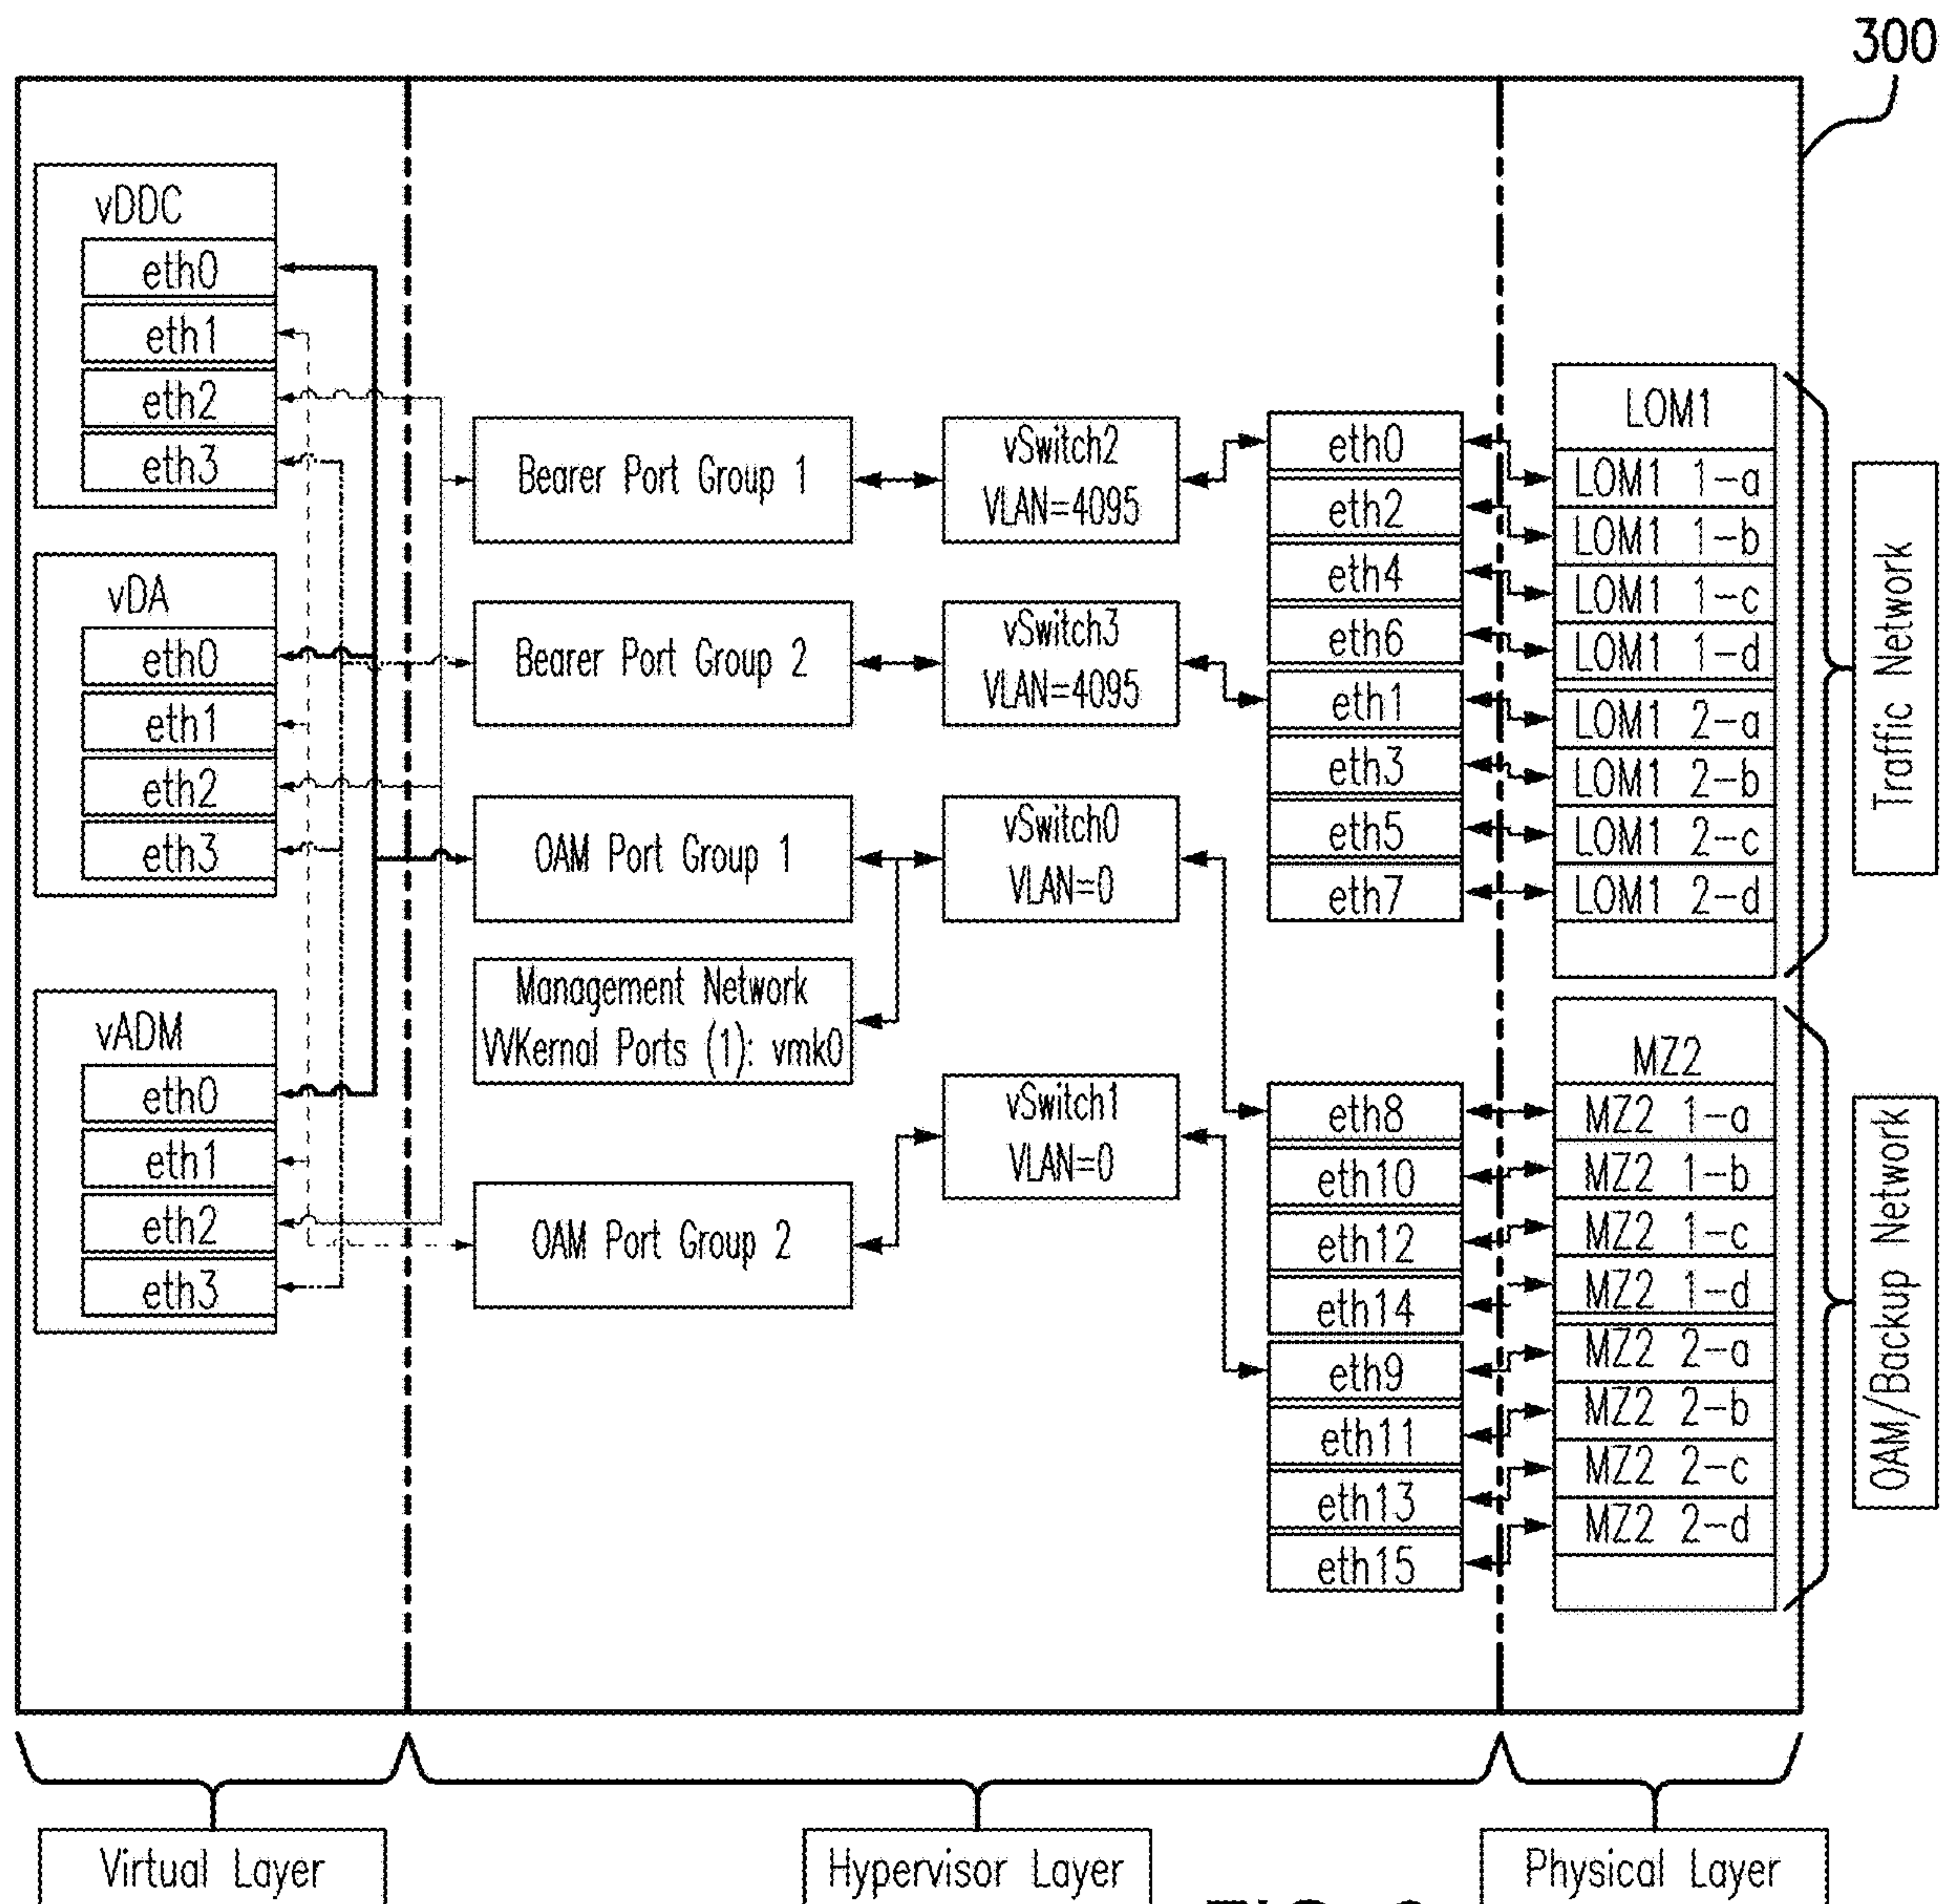 300
vDDC
eth0
eth1
eth2
eth3
vDA
eth0
eth1
eth2
eth3
vADM
eth0
eth1
eth2
eth3
Bearer Port Group 1
Bearer Port Group 2
OAM Port Group 1
Management Network
VVKernal Ports (1): vmk0
OAM Port Group 2
vSwitch2
VLAN=4095
vSwitch3
VLAN=4095
vSwitch0
VLAN=0
vSwitch1
VLAN=0
eth0
eth2
eth4
eth6
eth1
eth3
eth5
eth7
eth8
eth10
eth12
eth14
eth9
eth11
eth13
eth15
LOM1
LOM1 1-a
LOM1 1-b
LOM1 1-c
LOM1 1-d
LOM1 2-a
LOM1 2-b
LOM1 2-c
LOM1 2-d
MZ2
MZ2 1-a
MZ2 1-b
MZ2 1-c
MZ2 1-d
MZ2 2-a
MZ2 2-b
MZ2 2-c
MZ2 2-d
Traffic Network
OAM/Backup Network
Virtual Layer
Hypervisor Layer
Physical Layer